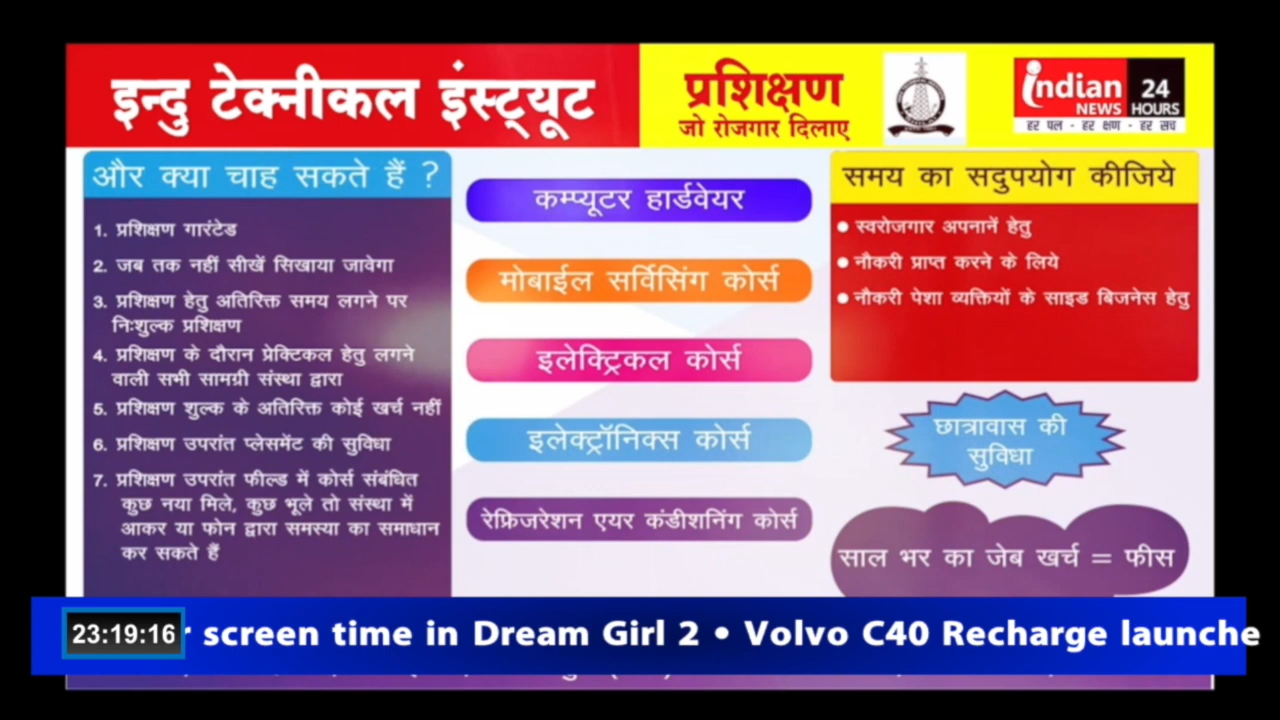 इन्दु टेक्नीकल इंस्ट्यूट
प्रशिक्षण
जो रोजगार दिलाए
indian
NEWS
24
HOURS
हर पल - हर क्षण - हर सच
और क्या चाह सकते हैं ?
1. प्रशिक्षण गारंटेड
2. जब तक नहीं सीखें सिखाया जावेगा
3. प्रशिक्षण हेतु अतिरिक्त समय लगने पर
निःशुल्क प्रशिक्षण
4. प्रशिक्षण के दौरान प्रेक्टिकल हेतु लगने
वाली सभी सामग्री संस्था द्वारा
5. प्रशिक्षण शुल्क के अतिरिक्त कोई खर्च नहीं
6. प्रशिक्षण उपरांत प्लेसमेंट की सुविधा
7. प्रशिक्षण उपरांत फील्ड में कोर्स संबंधित
कुछ नया मिले, कुछ भूले तो संस्था में
आकर या फोन द्वारा समस्या का समाधान
कर सकते हैं
कम्प्यूटर हार्डवेयर
मोबाईल सर्विसिंग कोर्स
इलेक्ट्रिकल कोर्स
इलेक्ट्रॉनिक्स कोर्स
रेफ्रिजरेशन एयर कंडीशनिंग कोर्स
समय का सदुपयोग कीजिये
● स्वरोजगार अपनानें हेतु
● नौकरी प्राप्त करने के लिये
● नौकरी पेशा व्यक्तियों के साइड बिजनेस हेतु
छात्रावास की
सुविधा
साल भर का जेब खर्च = फीस
23:19:16 r screen time in Dream Girl 2 • Volvo C40 Recharge launche